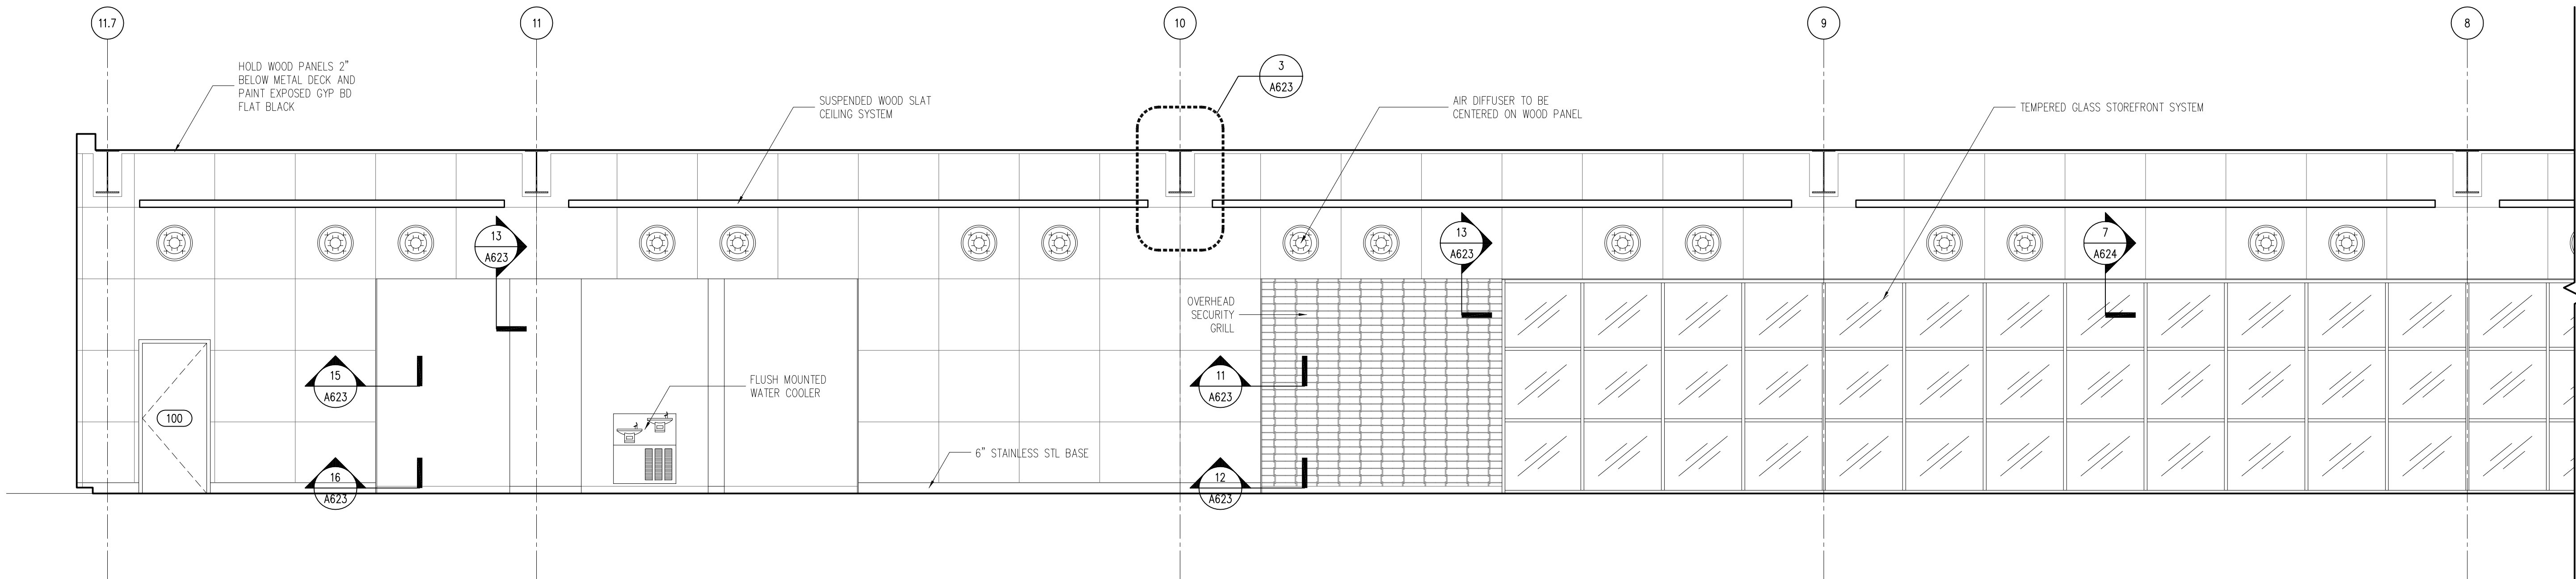 11.7
11
10
9
8
3
A623
HOLD WOOD PANELS 2"
BELOW METAL DECK AND
PAINT EXPOSED GYP BD
FLAT BLACK
SUSPENDED WOOD SLAT
CEILING SYSTEM
AIR DIFFUSER TO BE
CENTERED ON WOOD PANEL
TEMPERED GLASS STOREFRONT SYSTEM
13
A623
13
A623
7
A624
OVERHEAD
SECURITY
GRILL
15
A623
FLUSH MOUNTED
WATER COOLER
11
A623
100
6" STAINLESS STL BASE
16
A623
12
A623